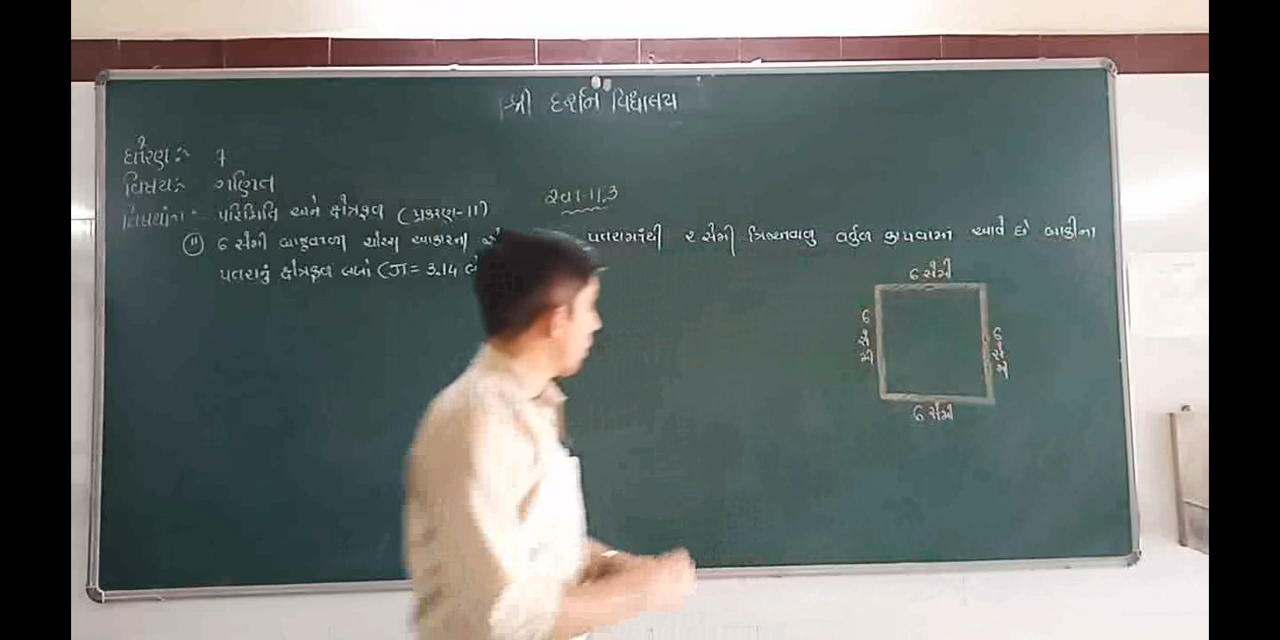 શ્રી દર્શન વિધાલય
ધોરણ :- 7
વિષય :- ગણિત
વિષયાંગ :- પરિમિતિ અને ક્ષેત્રફળ (પ્રકરણ-11)
સ્વા-11.3
(11) 6 સેમી બાજુવાળા ચોરસ આકારના પતરામાંથી 2 સેમી ત્રિજ્યાવાળુ વર્તુળ કાપવામાં આવે છે બાકીના
પતરાનું ક્ષેત્રફળ લખો (π = 3.14 લે
6 સેમી
6 સેમી
6 સેમી
6 સેમી